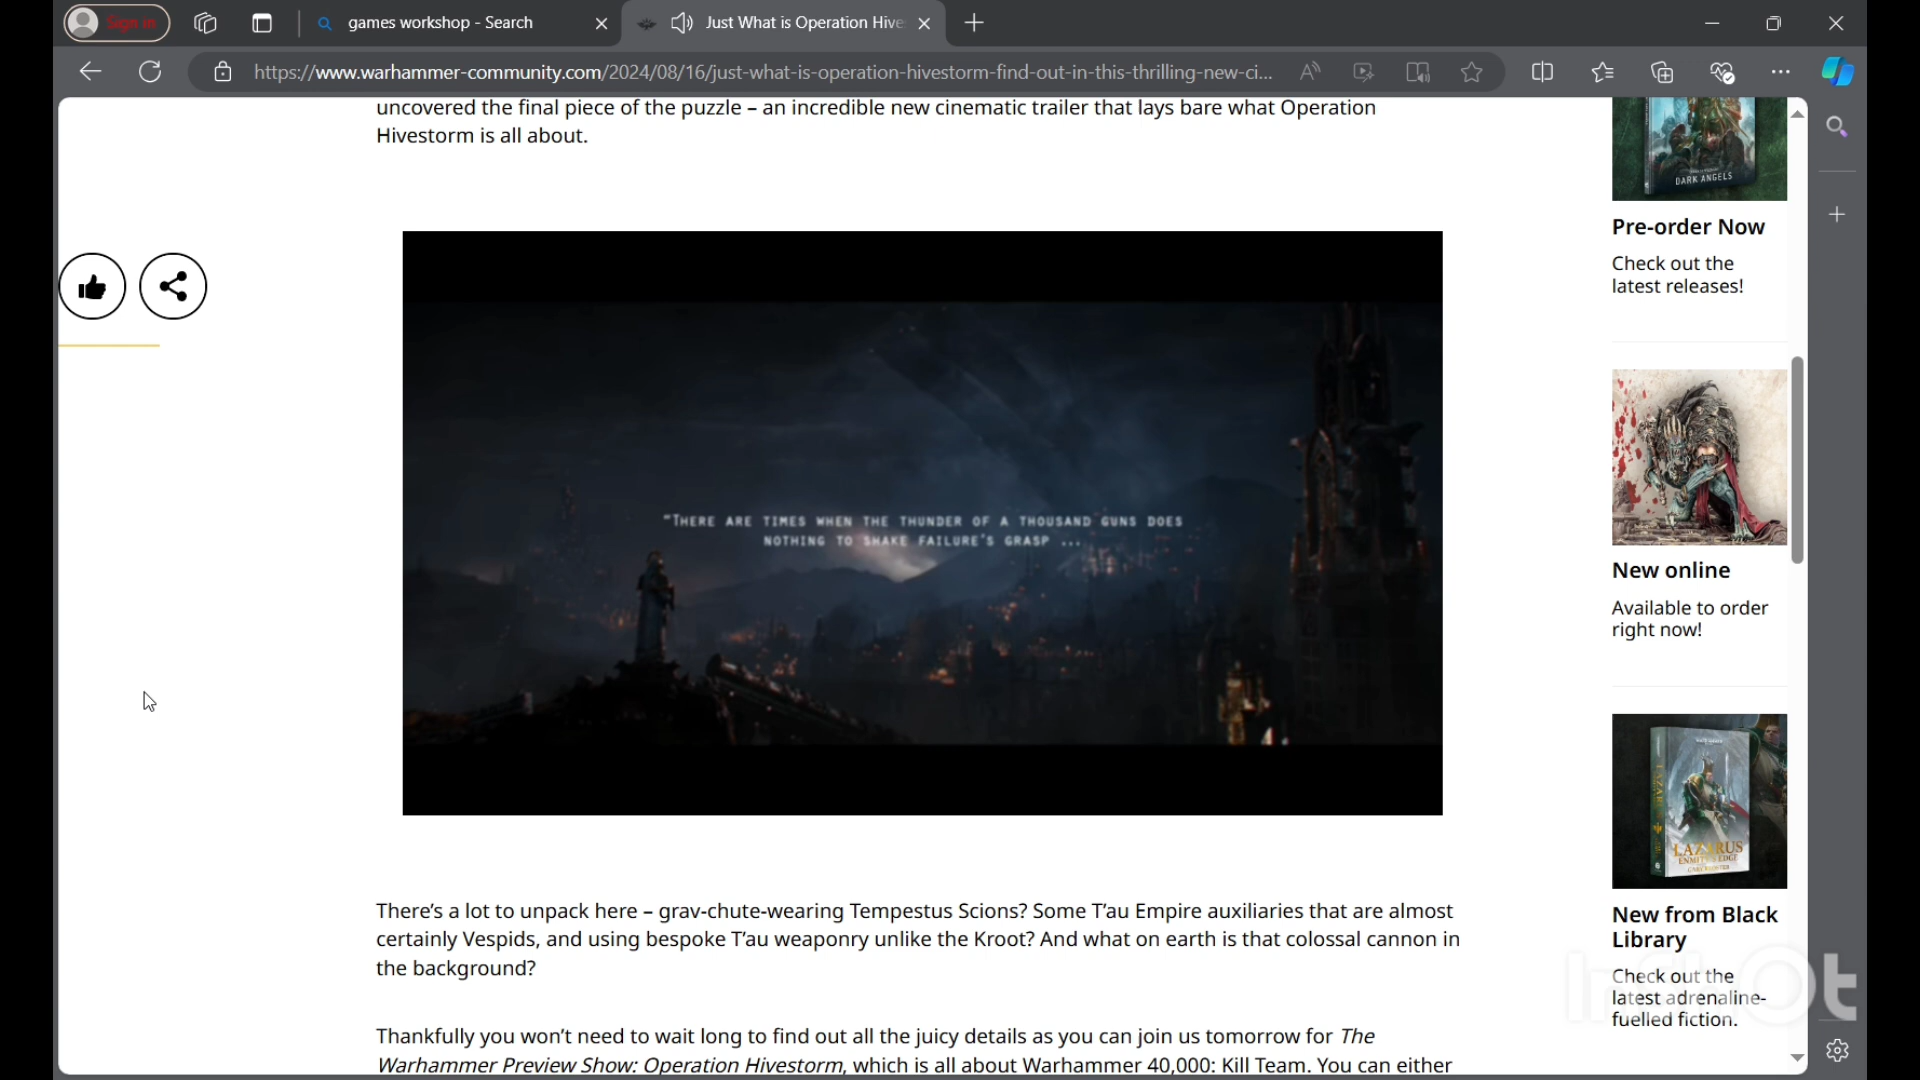 Sign in
games workshop - Search
Just What is Operation Hive
https://www.warhammer-community.com/2024/08/16/just-what-is-operation-hivestorm-find-out-in-this-thrilling-new-ci...
uncovered the final piece of the puzzle – an incredible new cinematic trailer that lays bare what Operation
Hivestorm is all about.
"THERE ARE TIMES WHEN THE THUNDER OF A THOUSAND GUNS DOES
NOTHING TO SHAKE FAILURE'S GRASP ...
There's a lot to unpack here – grav-chute-wearing Tempestus Scions? Some T'au Empire auxiliaries that are almost
certainly Vespids, and using bespoke T'au weaponry unlike the Kroot? And what on earth is that colossal cannon in
the background?
Thankfully you won't need to wait long to find out all the juicy details as you can join us tomorrow for The
Warhammer Preview Show: Operation Hivestorm, which is all about Warhammer 40,000: Kill Team. You can either
DARK ANGELS
Pre-order Now
Check out the
latest releases!
New online
Available to order
right now!
LAZARUS
ENMITY'S EDGE
New from Black
Library
Check out the
latest adrenaline-
fuelled fiction.
InShOt